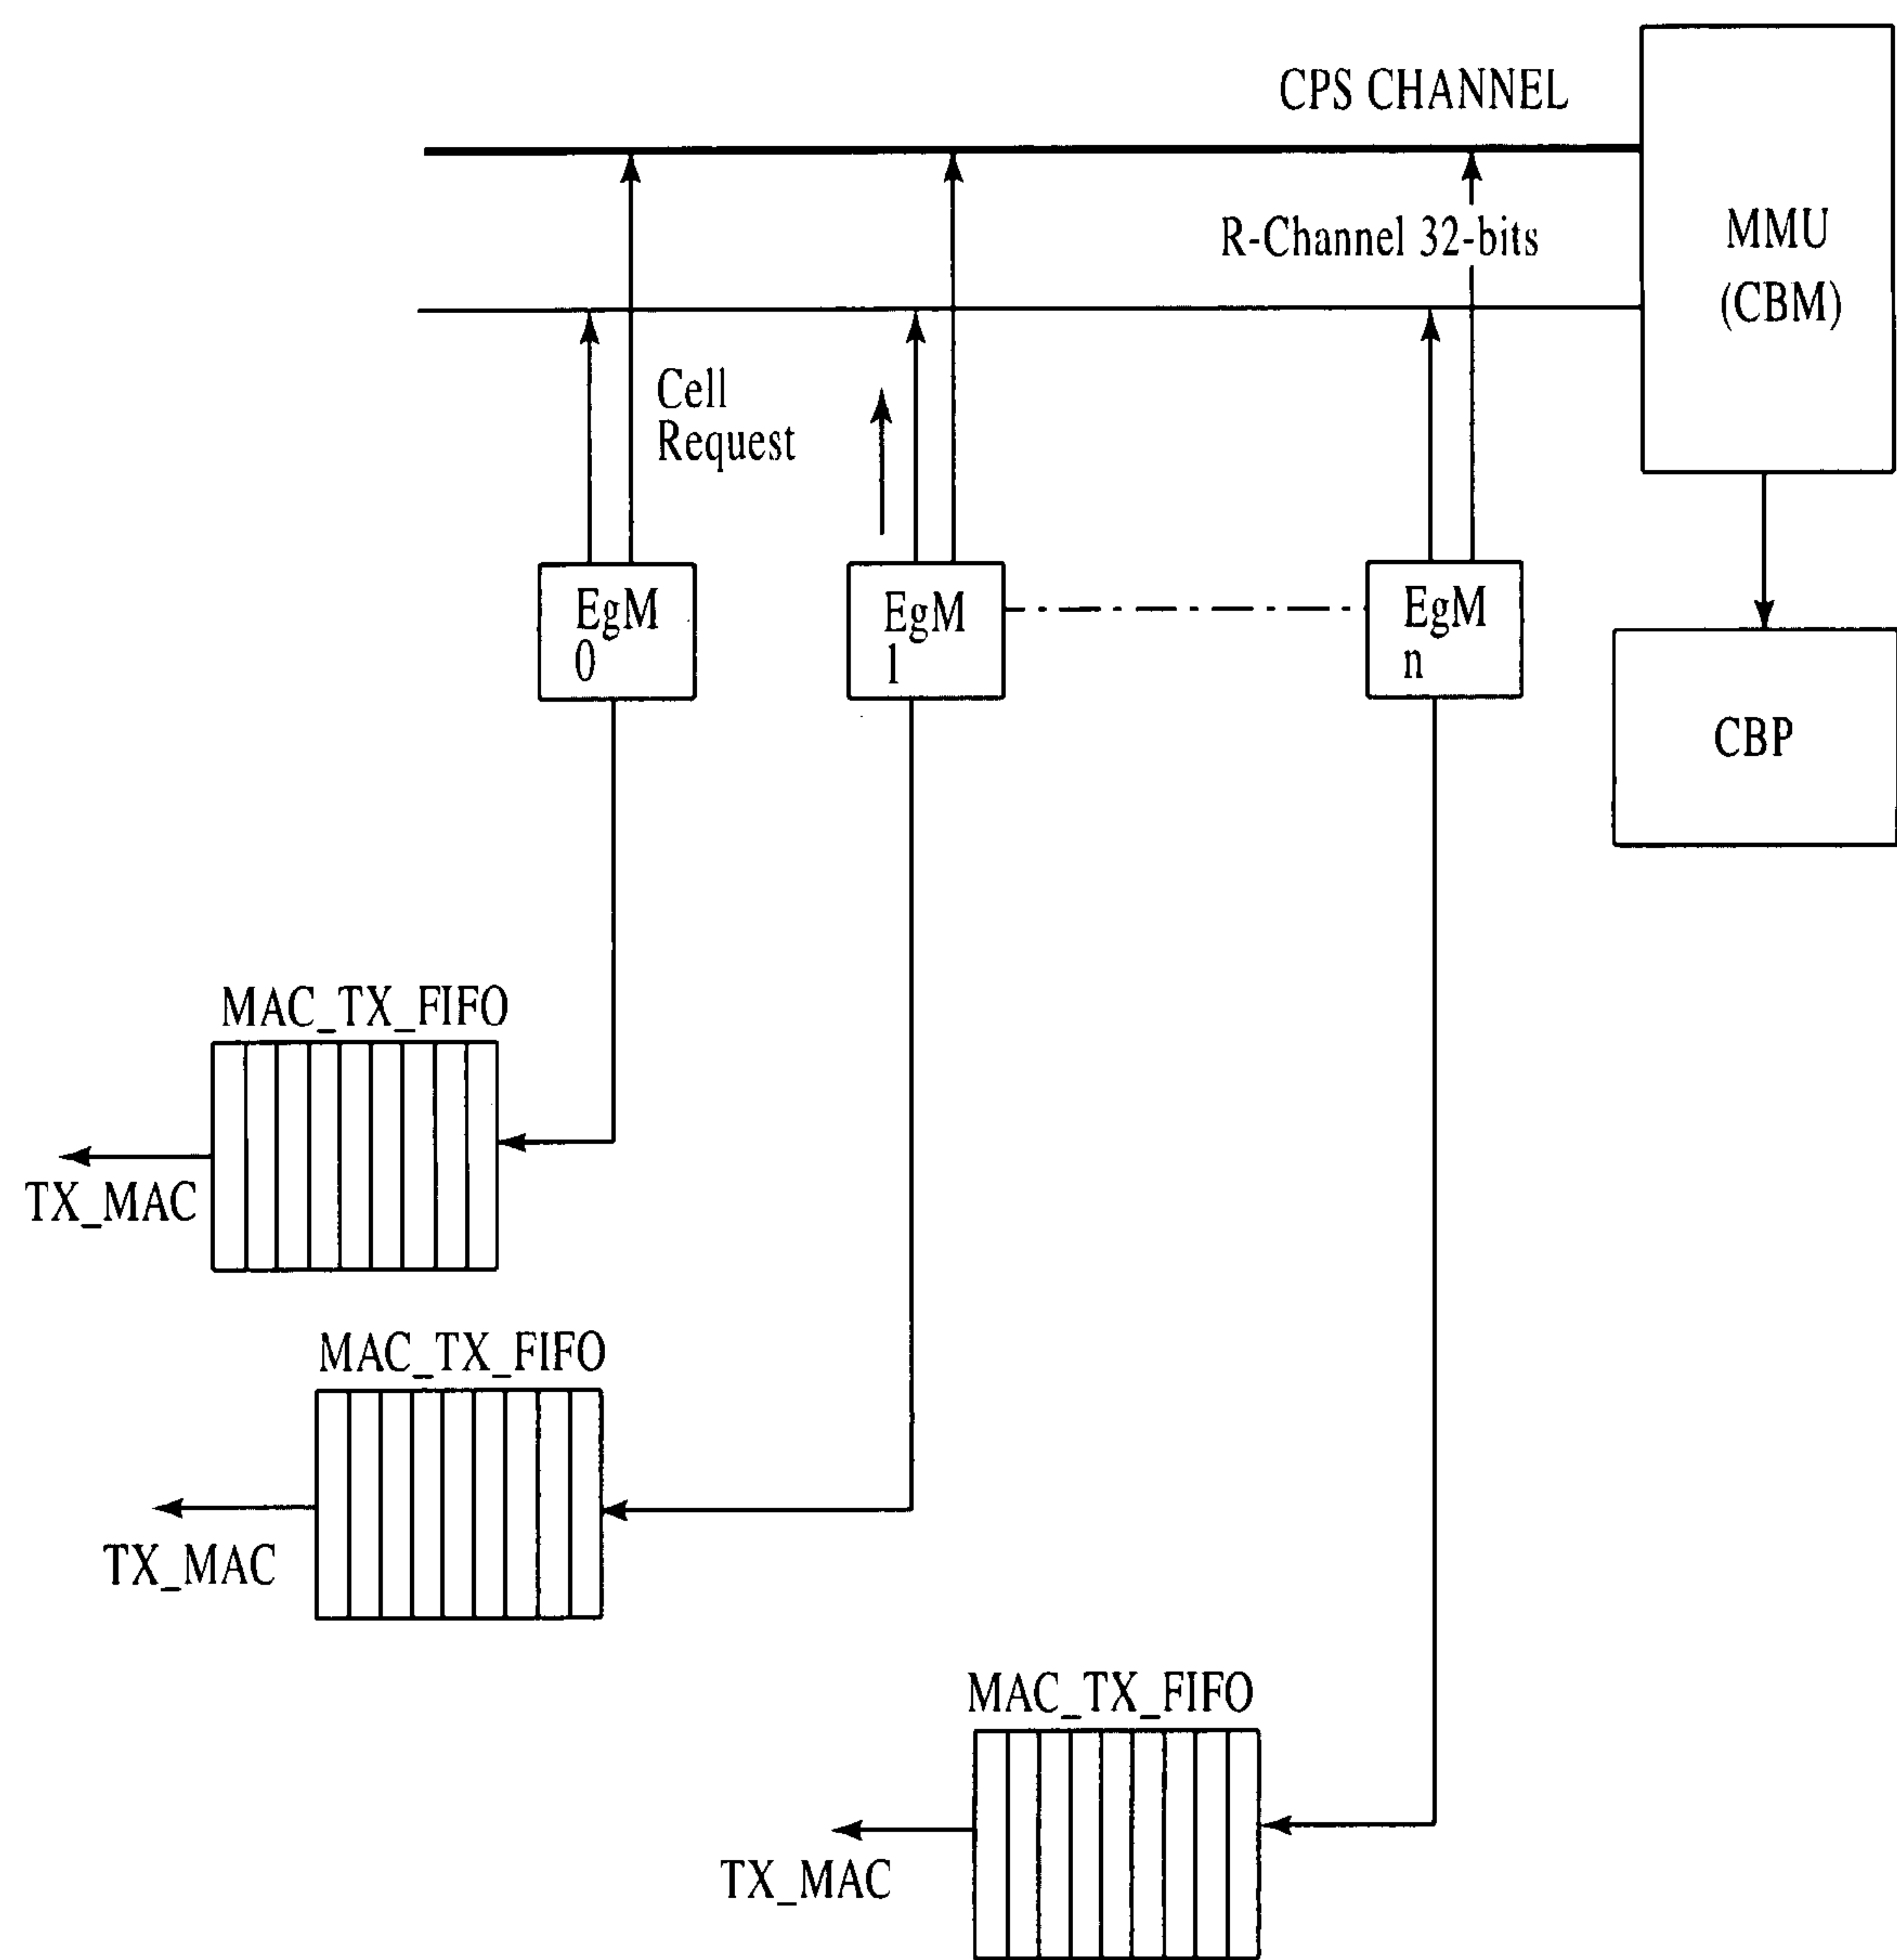 CPS CHANNEL
R-Channel 32-bits
MMU
(CBM)
Cell
Request
EgM
0
EgM
1
EgM
n
CBP
MAC_TX_FIFO
TX_MAC
MAC_TX_FIFO
TX_MAC
MAC_TX_FIFO
TX_MAC